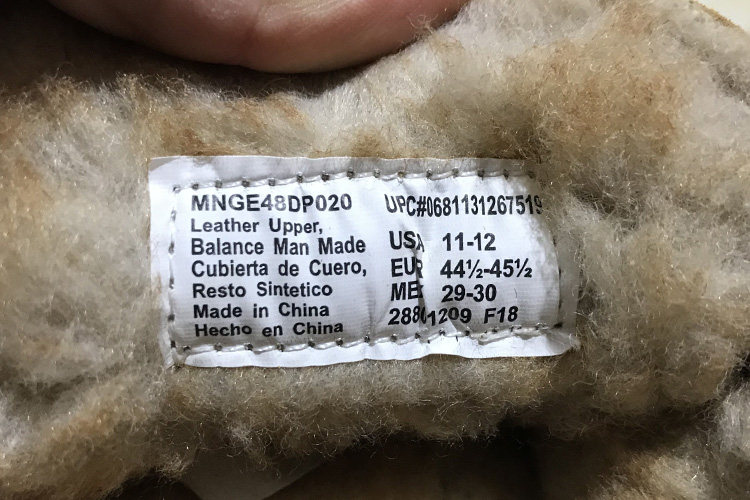 MNGE48DP020 UPC#0681131267519
Leather Upper,
Balance Man Made
Cubierta de Cuero,
Resto Sintetico
Made in China
Hecho en China
USA 11-12
EUR 44½-45½
MEX 29-30
F18